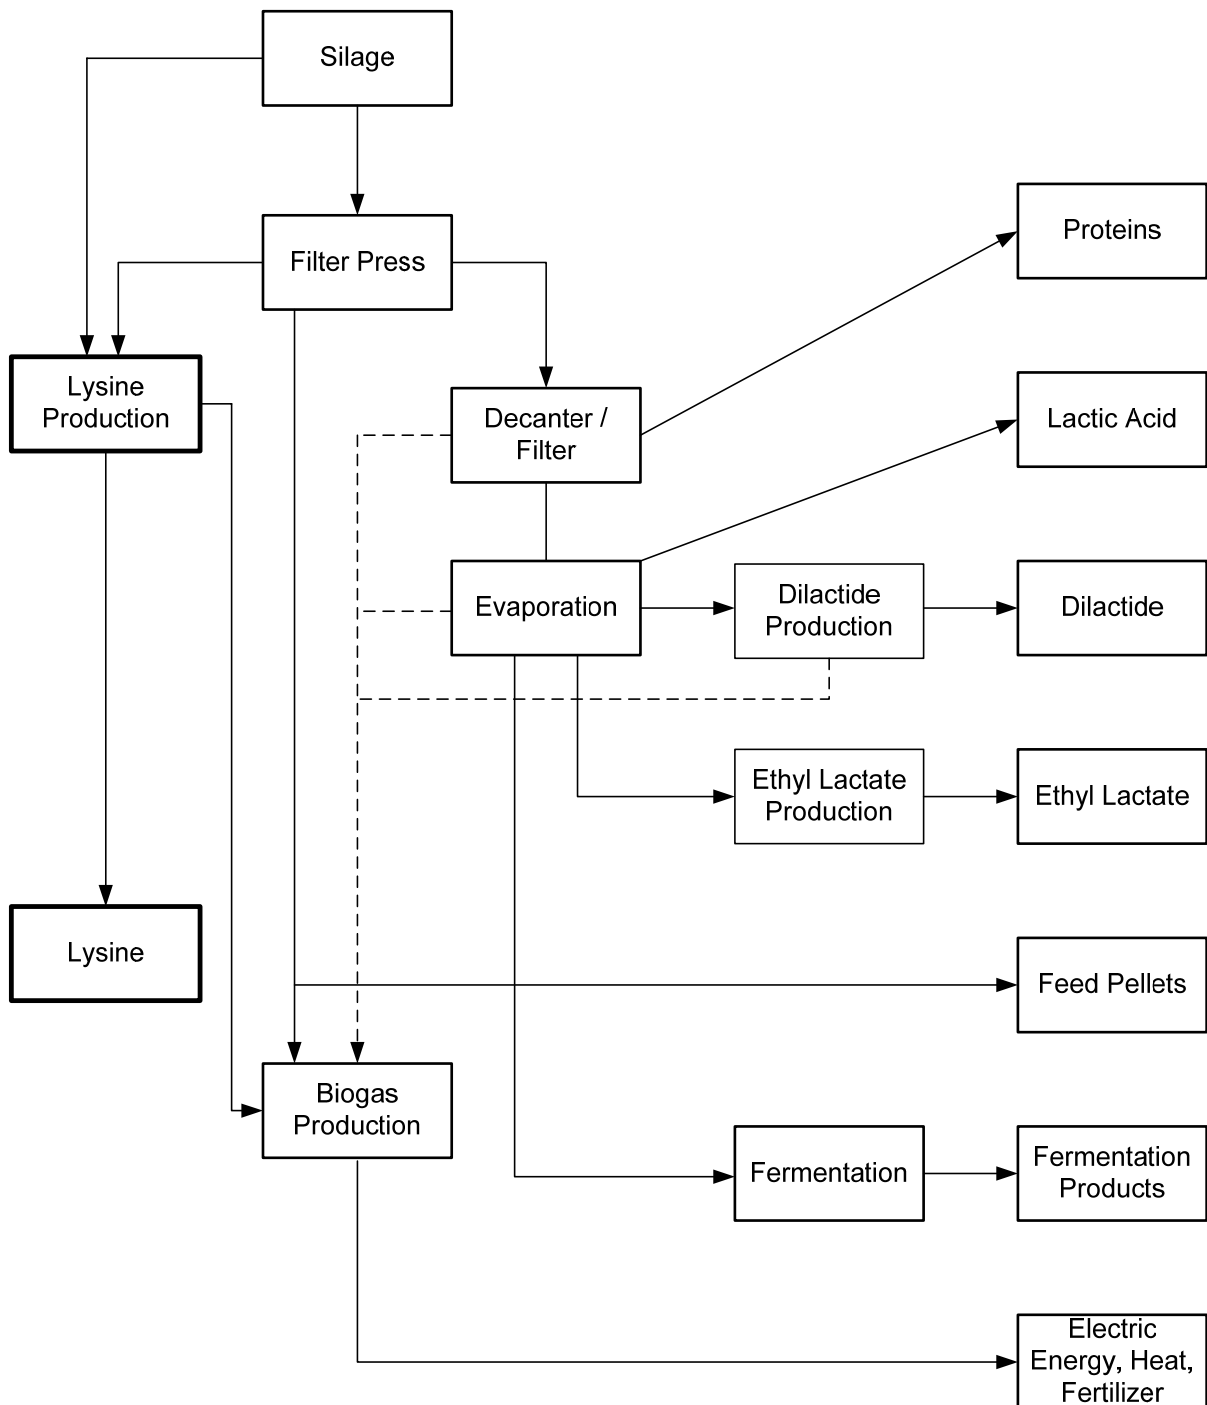 Silage
Proteins
Filter Press
Lysine
Production
Decanter /
Filter
Lactic Acid
Evaporation
Dilactide
Production
Dilactide
Ethyl Lactate
Production
Ethyl Lactate
Lysine
Feed Pellets
Biogas
Production
Fermentation
Fermentation
Products
Electric
Energy, Heat,
Fertilizer